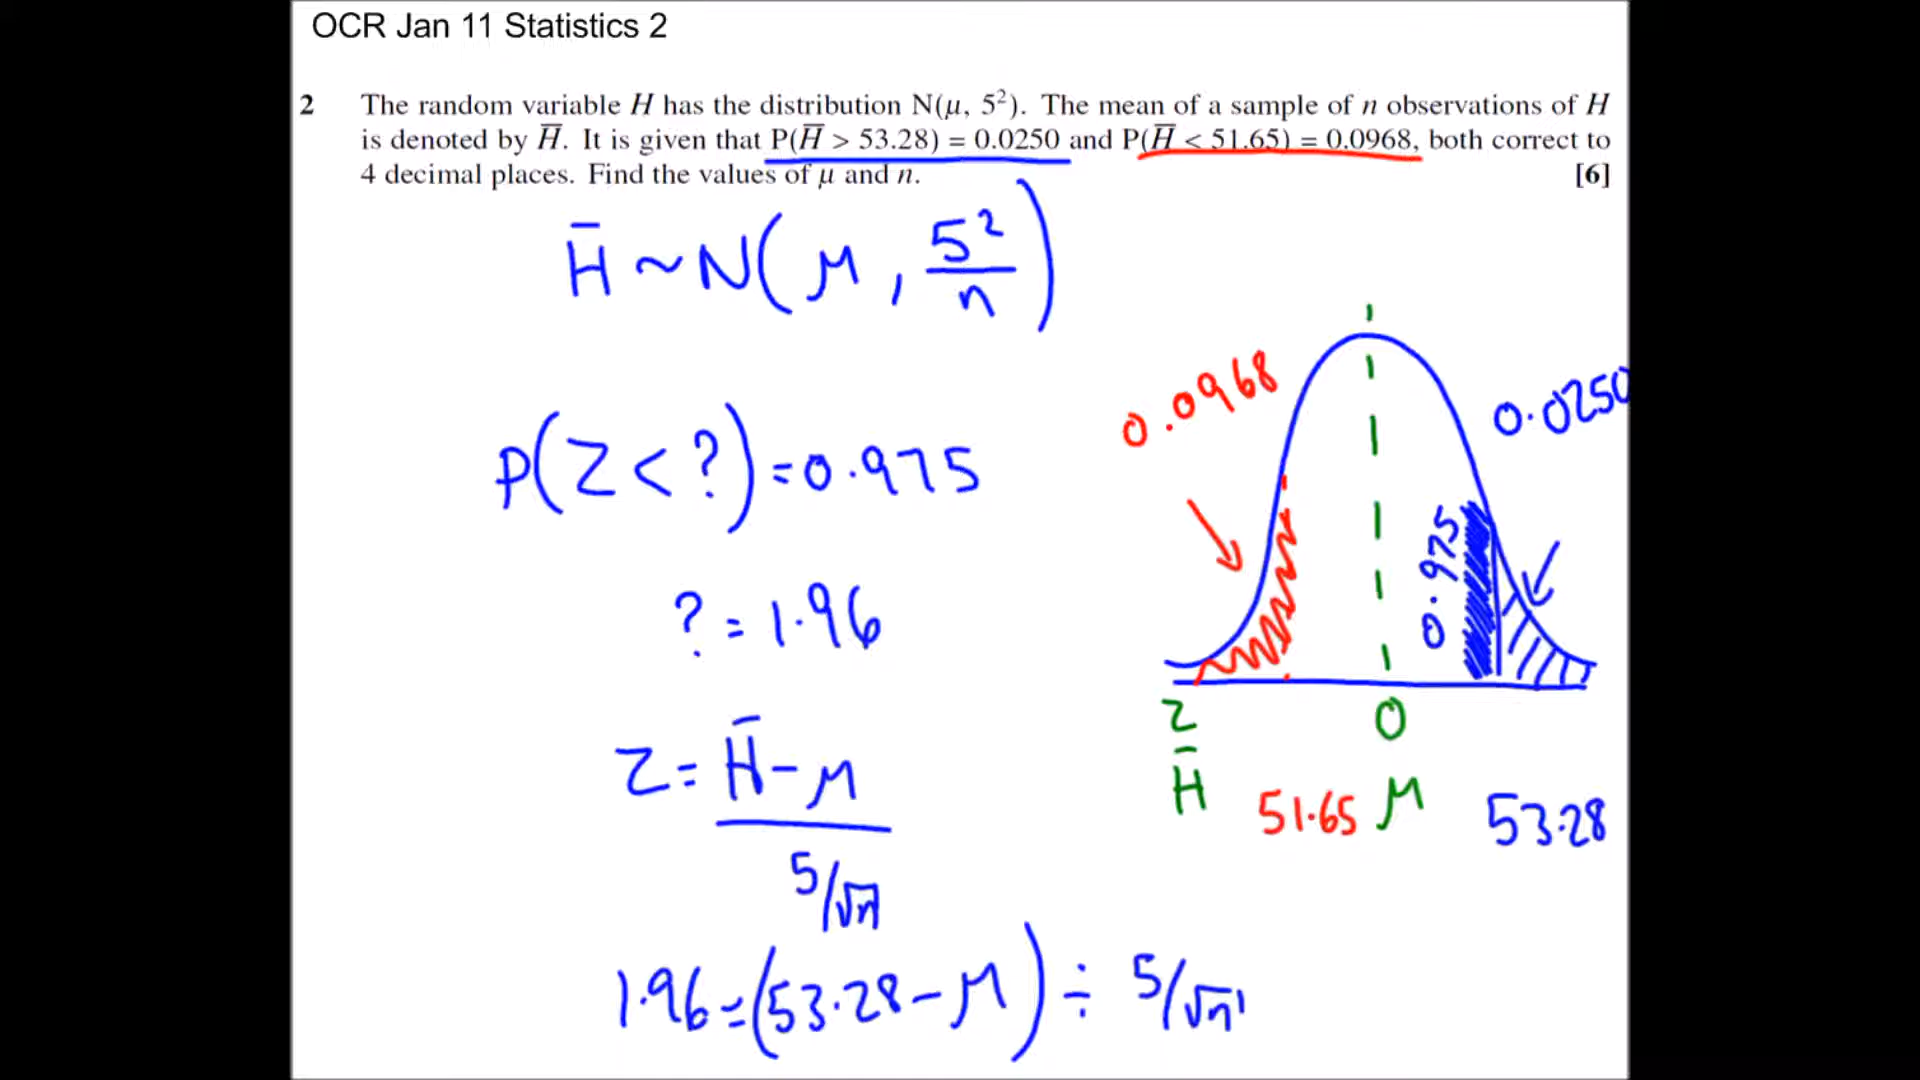 OCR Jan 11 Statistics 2
2 The random variable H has the distribution N(μ, 5²). The mean of a sample of n observations of H
is denoted by H̅. It is given that P(H̅ > 53.28) = 0.0250 and P(H̅ < 51.65) = 0.0968, both correct to
4 decimal places. Find the values of μ and n. [6]
H̅ ~ N(μ, 5²/n)
0.0968
0.0250
P(Z < ?) = 0.975
0.975
? = 1.96
Z 0
Z = (H̅ - μ)/(5/√n)
H̅ 51.65 μ 53.28
1.96 = (53.28 - μ) ÷ 5/√n